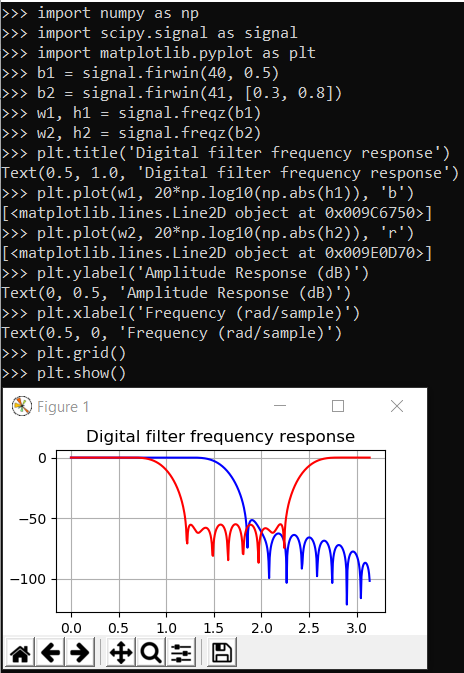 >>> import numpy as np
>>> import scipy.signal as signal
>>> import matplotlib.pyplot as plt
>>> b1 = signal.firwin(40, 0.5)
>>> b2 = signal.firwin(41, [0.3, 0.8])
>>> w1, h1 = signal.freqz(b1)
>>> w2, h2 = signal.freqz(b2)
>>> plt.title('Digital filter frequency response')
Text(0.5, 1.0, 'Digital filter frequency response')
>>> plt.plot(w1, 20*np.log10(np.abs(h1)), 'b')
[<matplotlib.lines.Line2D object at 0x009C6750>]
>>> plt.plot(w2, 20*np.log10(np.abs(h2)), 'r')
[<matplotlib.lines.Line2D object at 0x009E0D70>]
>>> plt.ylabel('Amplitude Response (dB)')
Text(0, 0.5, 'Amplitude Response (dB)')
>>> plt.xlabel('Frequency (rad/sample)')
Text(0.5, 0, 'Frequency (rad/sample)')
>>> plt.grid()
>>> plt.show()
Figure 1
Digital filter frequency response
0
−50
−100
0.0 0.5 1.0 1.5 2.0 2.5 3.0